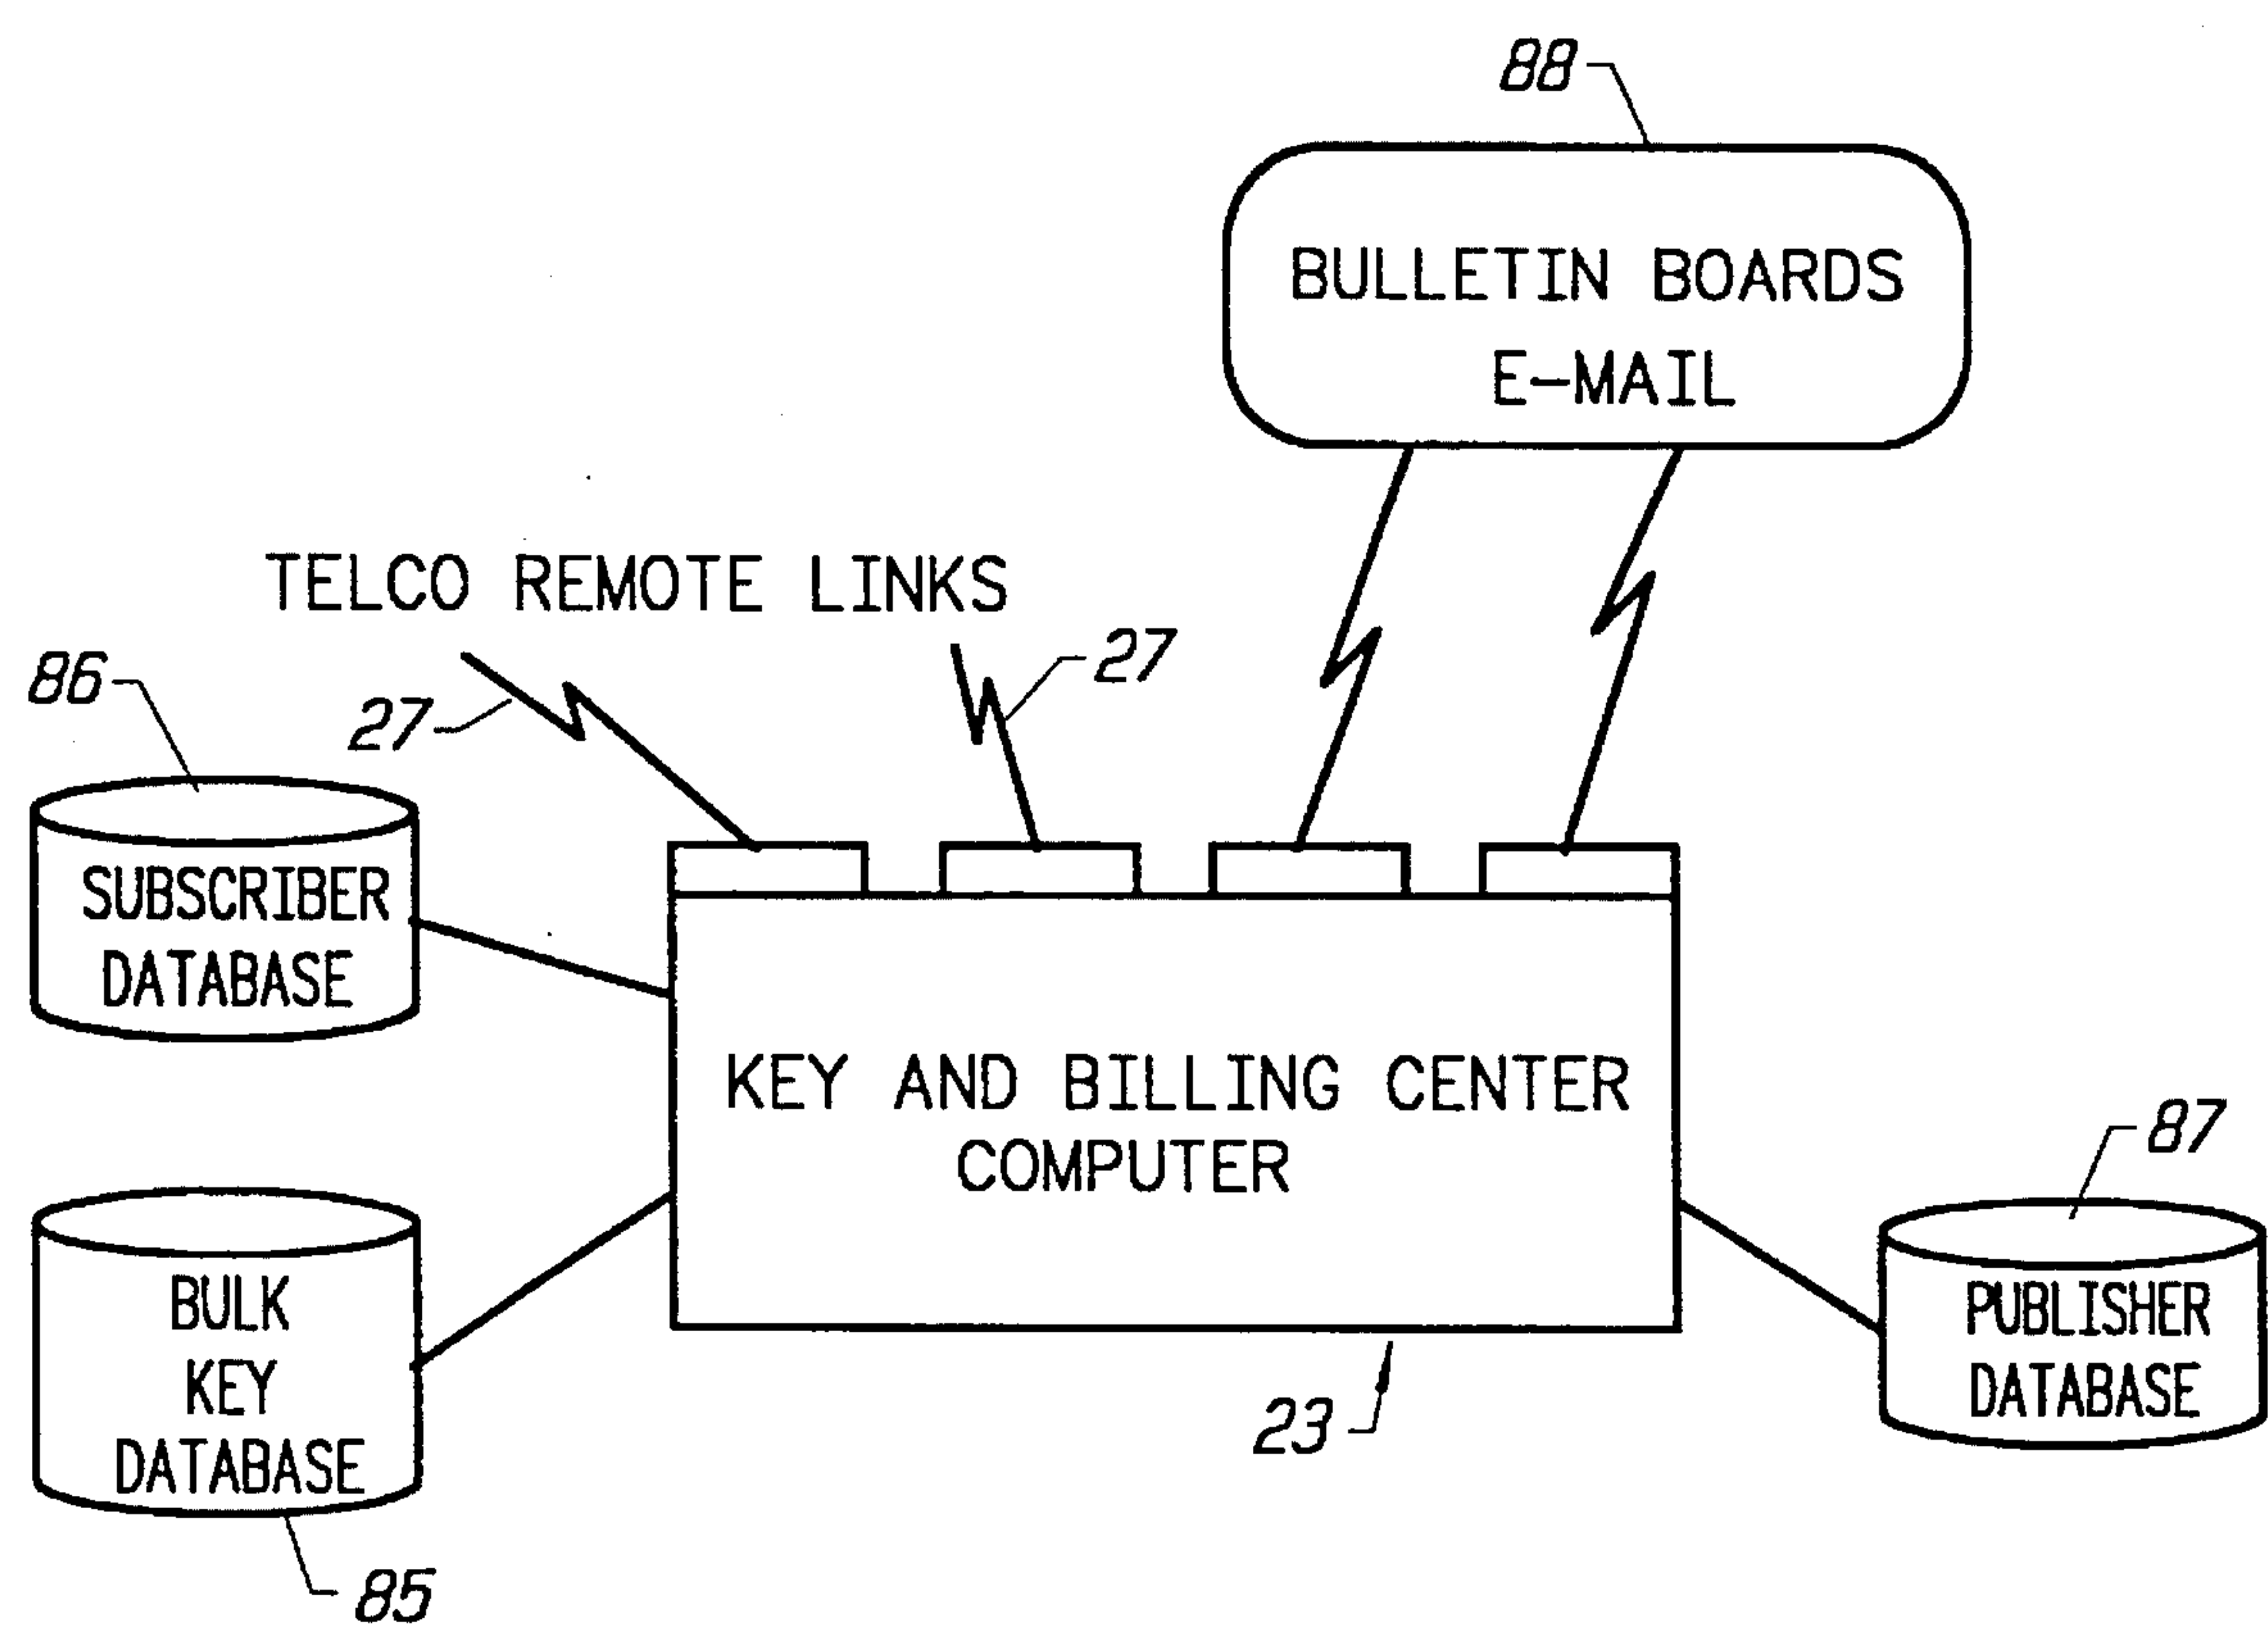 88
BULLETIN BOARDS
E-MAIL
TELCO REMOTE LINKS
27
86
27
SUBSCRIBER
DATABASE
KEY AND BILLING CENTER
COMPUTER
87
BULK
KEY
DATABASE
PUBLISHER
DATABASE
23
85